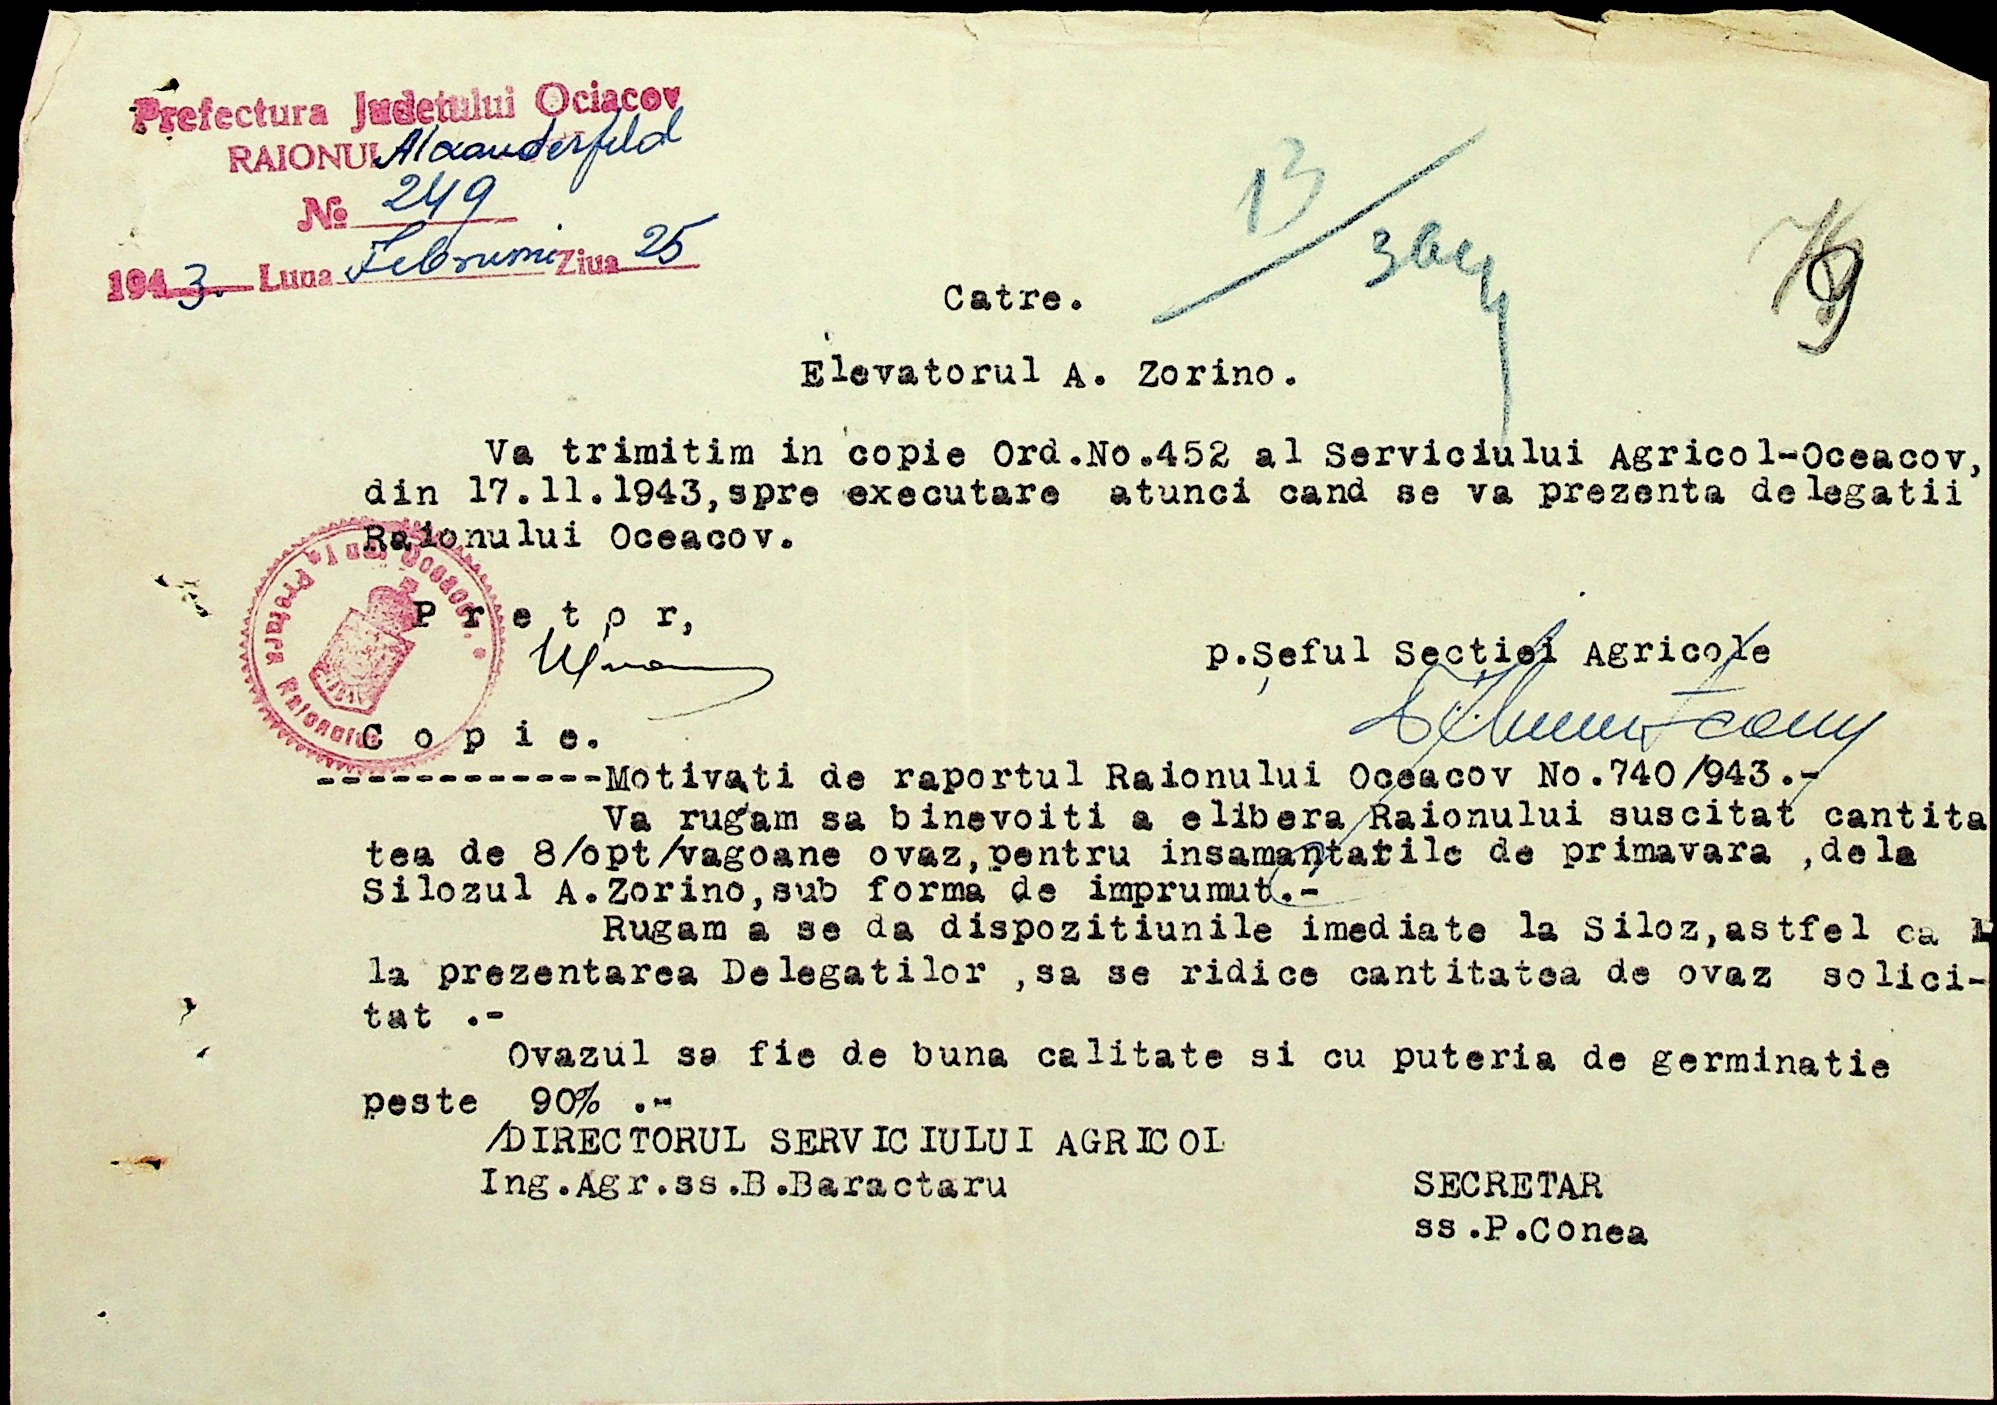 Prefectura Judetului Ociacov
RAIONUL Alexanderfeld
No 249
1943. Luna Februarie Ziua 25
13
79
Catre.
Elevatorul A. Zorino.
Va trimitim in copie Ord.No.452 al Serviciului Agricol-Oceacov,
din 17.11.1943,spre executare atunci cand se va prezenta delegatii
Raionului Oceacov.
P r e t o r,
p.Șeful Sectiei Agricole
C o p i e.
------------Motivați de raportul Raionului Oceacov No.740/943.-
Va rugam sa binevoiti a elibera Raionului suscitat cantita
tea de 8/opt/vagoane ovaz,pentru insamantarile de primavara ,dela
Silozul A.Zorino,sub forma de imprumut.-
Rugam a se da dispozitiunile imediate la Siloz,astfel ca
la prezentarea Delegatilor ,sa se ridice cantitatea de ovaz solici-
tat .-
Ovazul sa fie de buna calitate si cu puteria de germinatie
peste 90% .-
/DIRECTORUL SERVICIULUI AGRICOL
Ing.Agr.ss.B.Baractaru
SECRETAR
ss.P.Conea